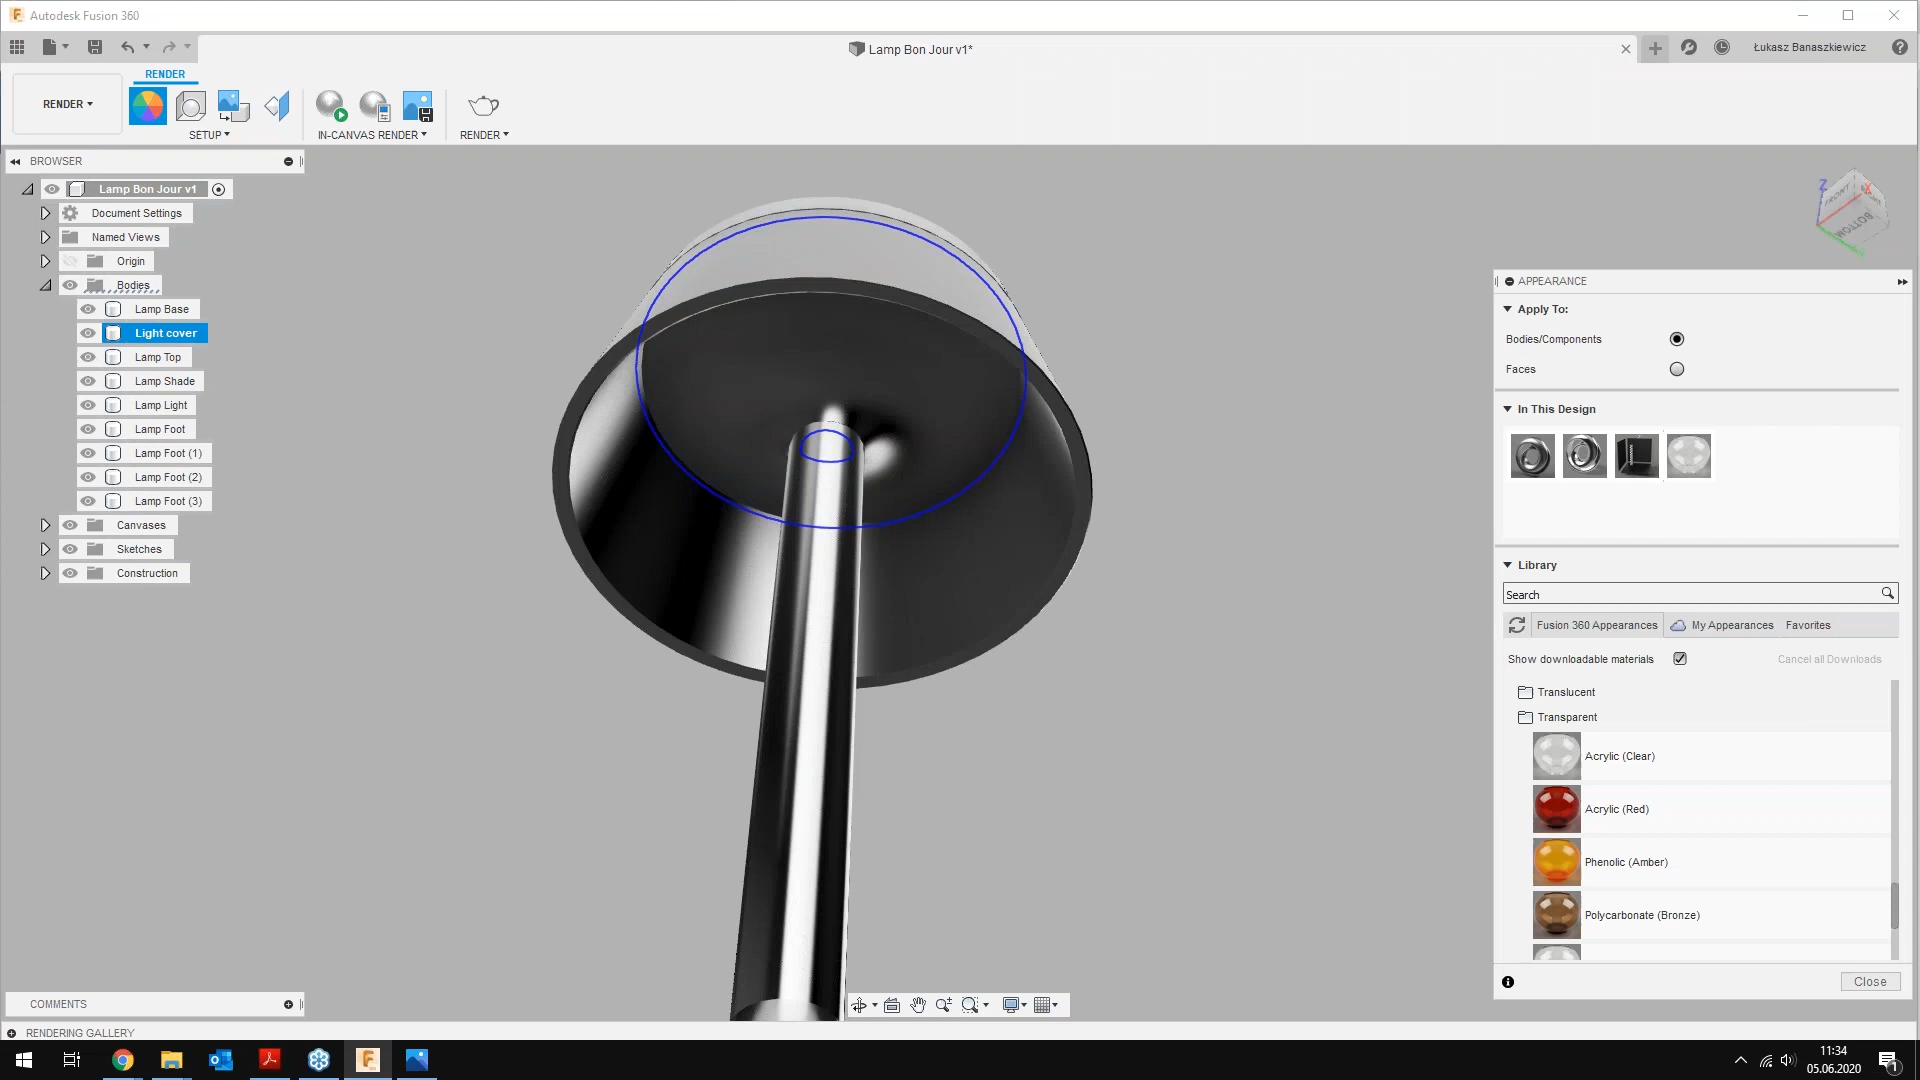 Autodesk Fusion 360
Lamp Bon Jour v1*
Łukasz Banaszkiewicz
RENDER
RENDER
SETUP
IN-CANVAS RENDER
RENDER
BROWSER
Lamp Bon Jour v1
Document Settings
Named Views
Origin
Bodies
Lamp Base
Light cover
Lamp Top
Lamp Shade
Lamp Light
Lamp Foot
Lamp Foot (1)
Lamp Foot (2)
Lamp Foot (3)
Canvases
Sketches
Construction
Z
X
FRONT
BOTTOM
APPEARANCE
Apply To:
Bodies/Components
Faces
In This Design
Library
Search
Fusion 360 Appearances My Appearances Favorites
Show downloadable materials Cancel all Downloads
Translucent
Transparent
Acrylic (Clear)
Acrylic (Red)
Phenolic (Amber)
Polycarbonate (Bronze)
Close
COMMENTS
RENDERING GALLERY
11:34
05.06.2020
1